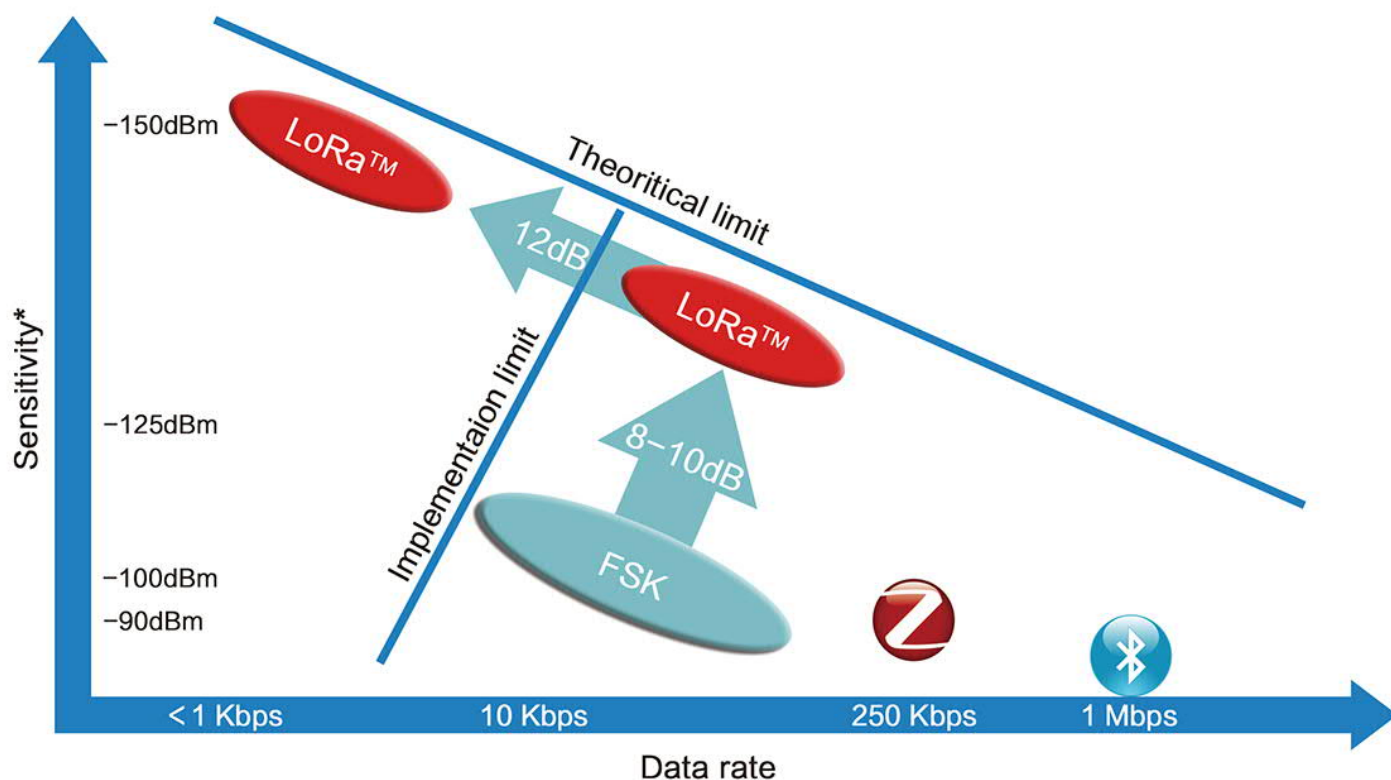 −150dBm
LoRa™
Theoritical limit
12dB
LoRa™
Sensitivity*
Implementaion limit
−125dBm
8−10dB
FSK
−100dBm
−90dBm
Z
< 1 Kbps
10 Kbps
250 Kbps
1 Mbps
Data rate